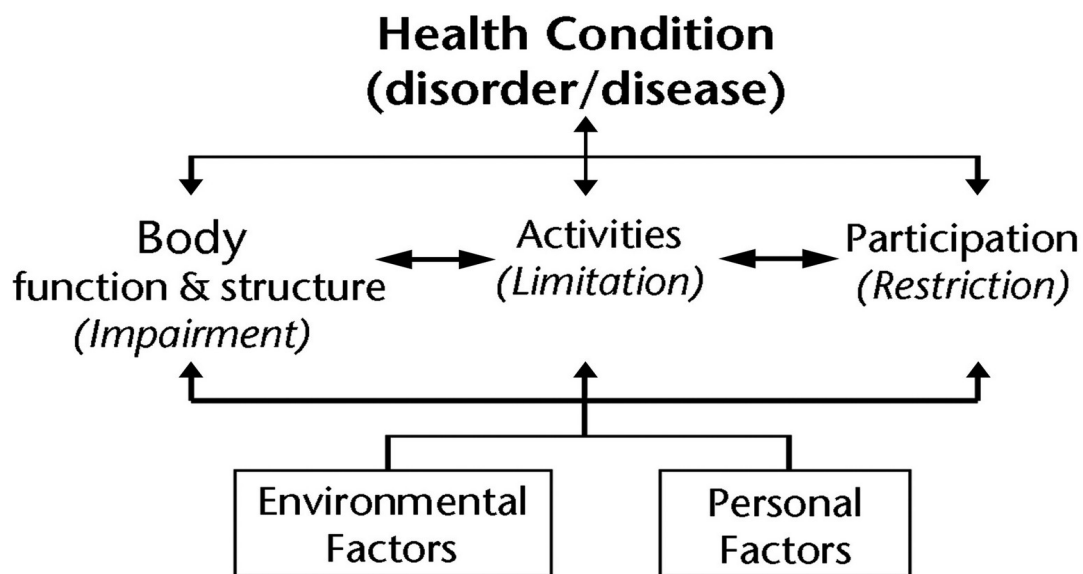 Health Condition
(disorder/disease)
Body
function & structure
(Impairment)
Activities
(Limitation)
Participation
(Restriction)
Environmental
Factors
Personal
Factors